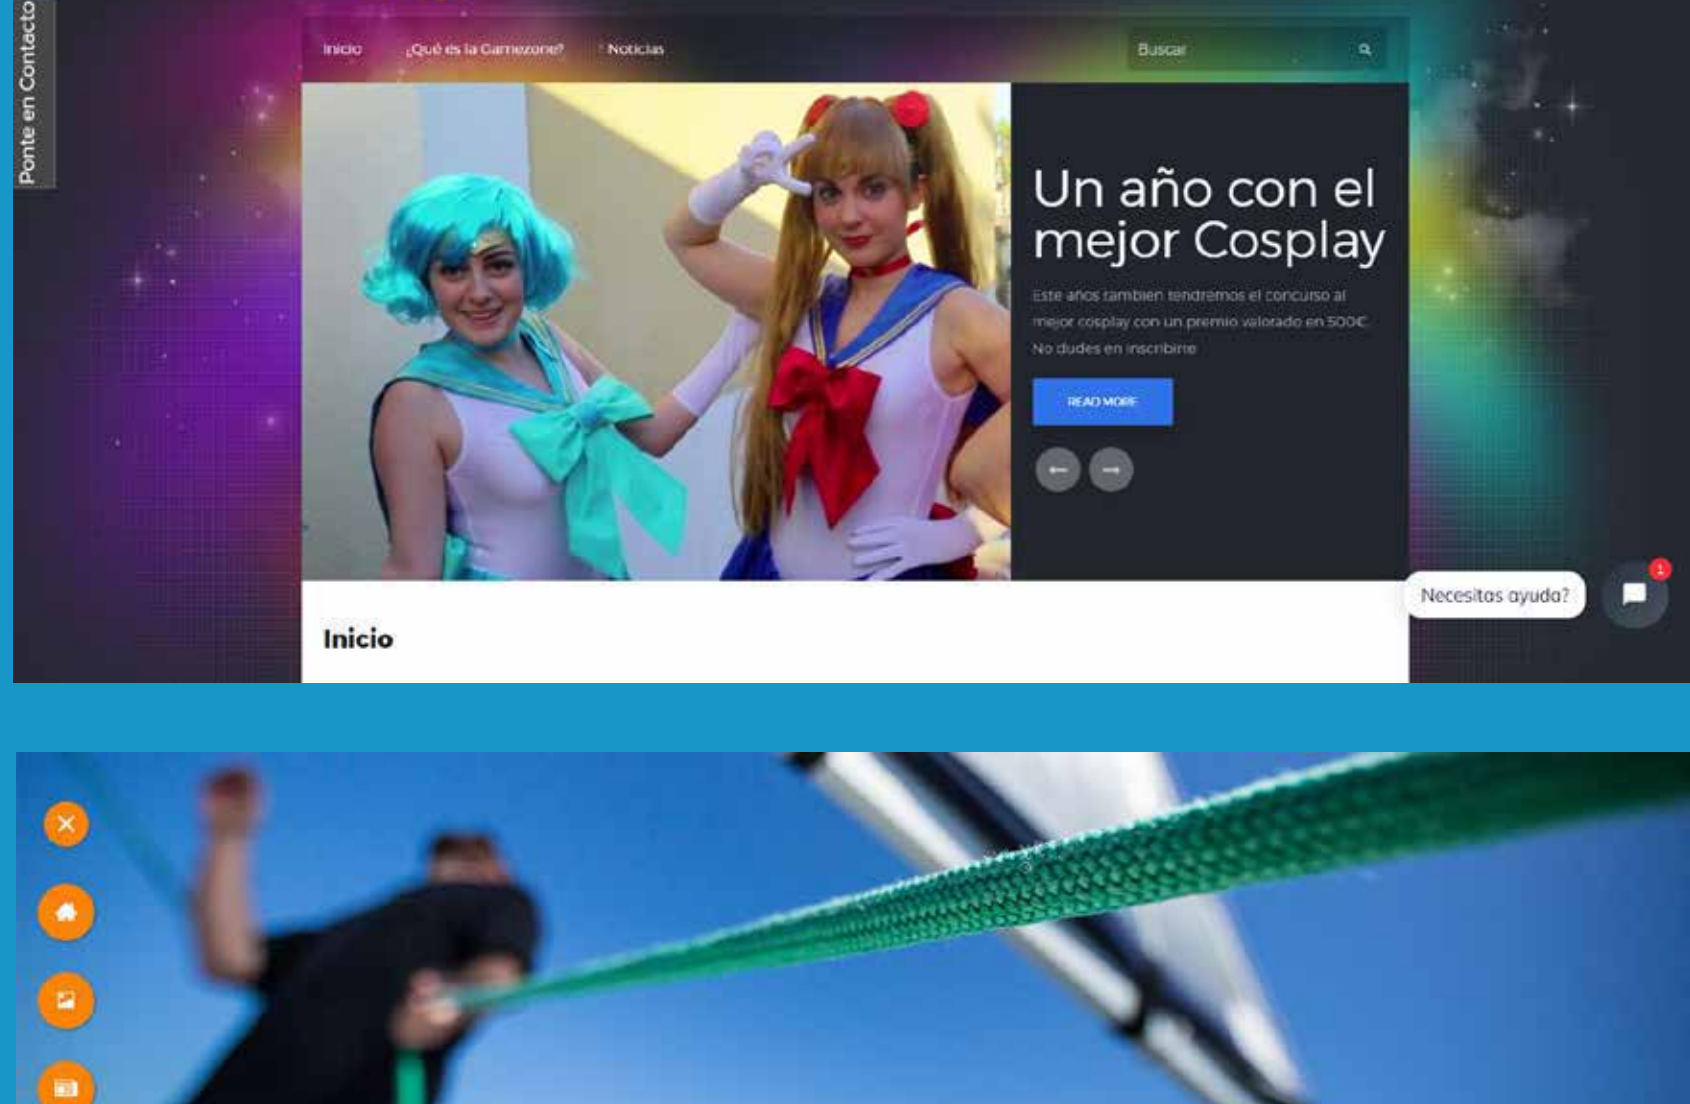 Ponte en Contacto
Inicio ¿Qué es la Gamezone? Noticias Buscar
Un año con el
mejor Cosplay
Este años tambien tendremos el concurso al
mejor cosplay con un premio valorado en 500€
No dudes en inscribirte
READ MORE
1
Necesitas ayuda?
Inicio